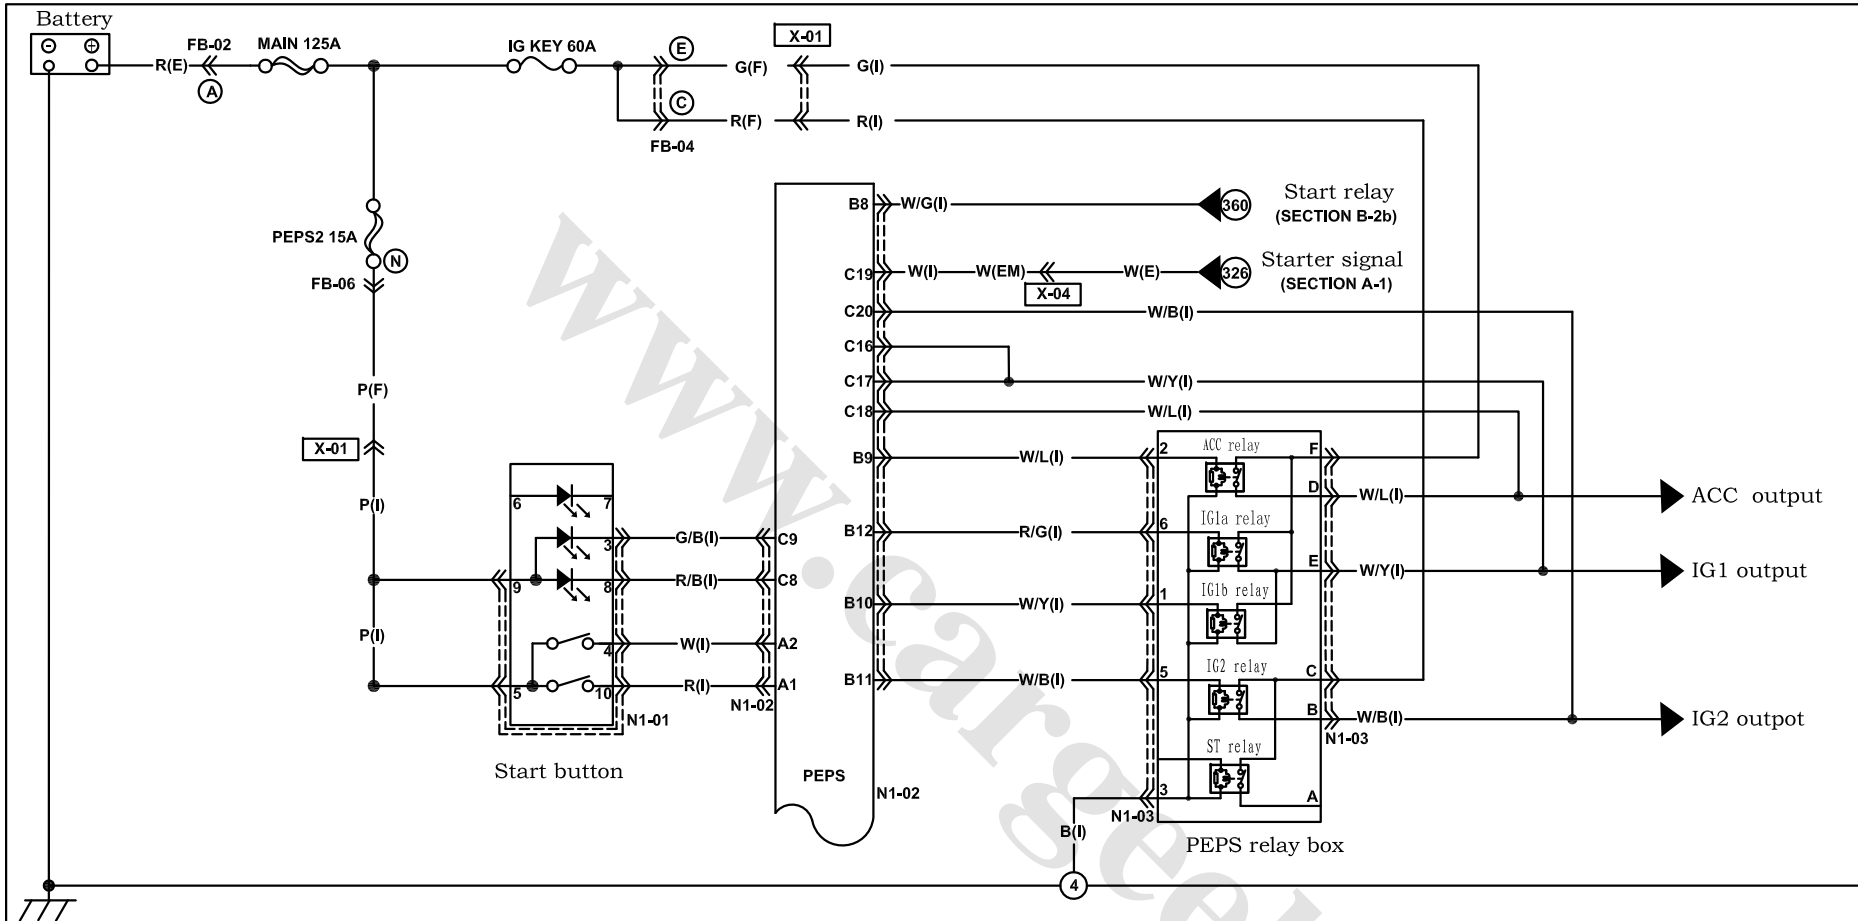 Battery
FB-02
MAIN 125A
IG KEY 60A
E
X-01
R(E)
G(F)
G(I)
A
C
R(F)
R(I)
FB-04
B8
W/G(I)
360
Start relay
(SECTION B-2b)
PEPS2 15A
N
FB-06
C19
W(I)
W(EM)
W(E)
326
Starter signal
(SECTION A-1)
X-04
C20
W/B(I)
C16
C17
W/Y(I)
C18
W/L(I)
P(F)
X-01
P(I)
B9
W/L(I)
2
ACC relay
F
D
W/L(I)
ACC output
6
7
B12
R/G(I)
6
IG1a relay
3
G/B(I)
C9
E
W/Y(I)
IG1 output
9
8
R/B(I)
C8
B10
W/Y(I)
1
IG1b relay
P(I)
4
W(I)
A2
5
10
R(I)
A1
B11
W/B(I)
5
IG2 relay
C
B
W/B(I)
IG2 outpot
N1-01
N1-02
N1-03
ST relay
Start button
PEPS
N1-02
3
A
N1-03
B(I)
PEPS relay box
4
www.cargee